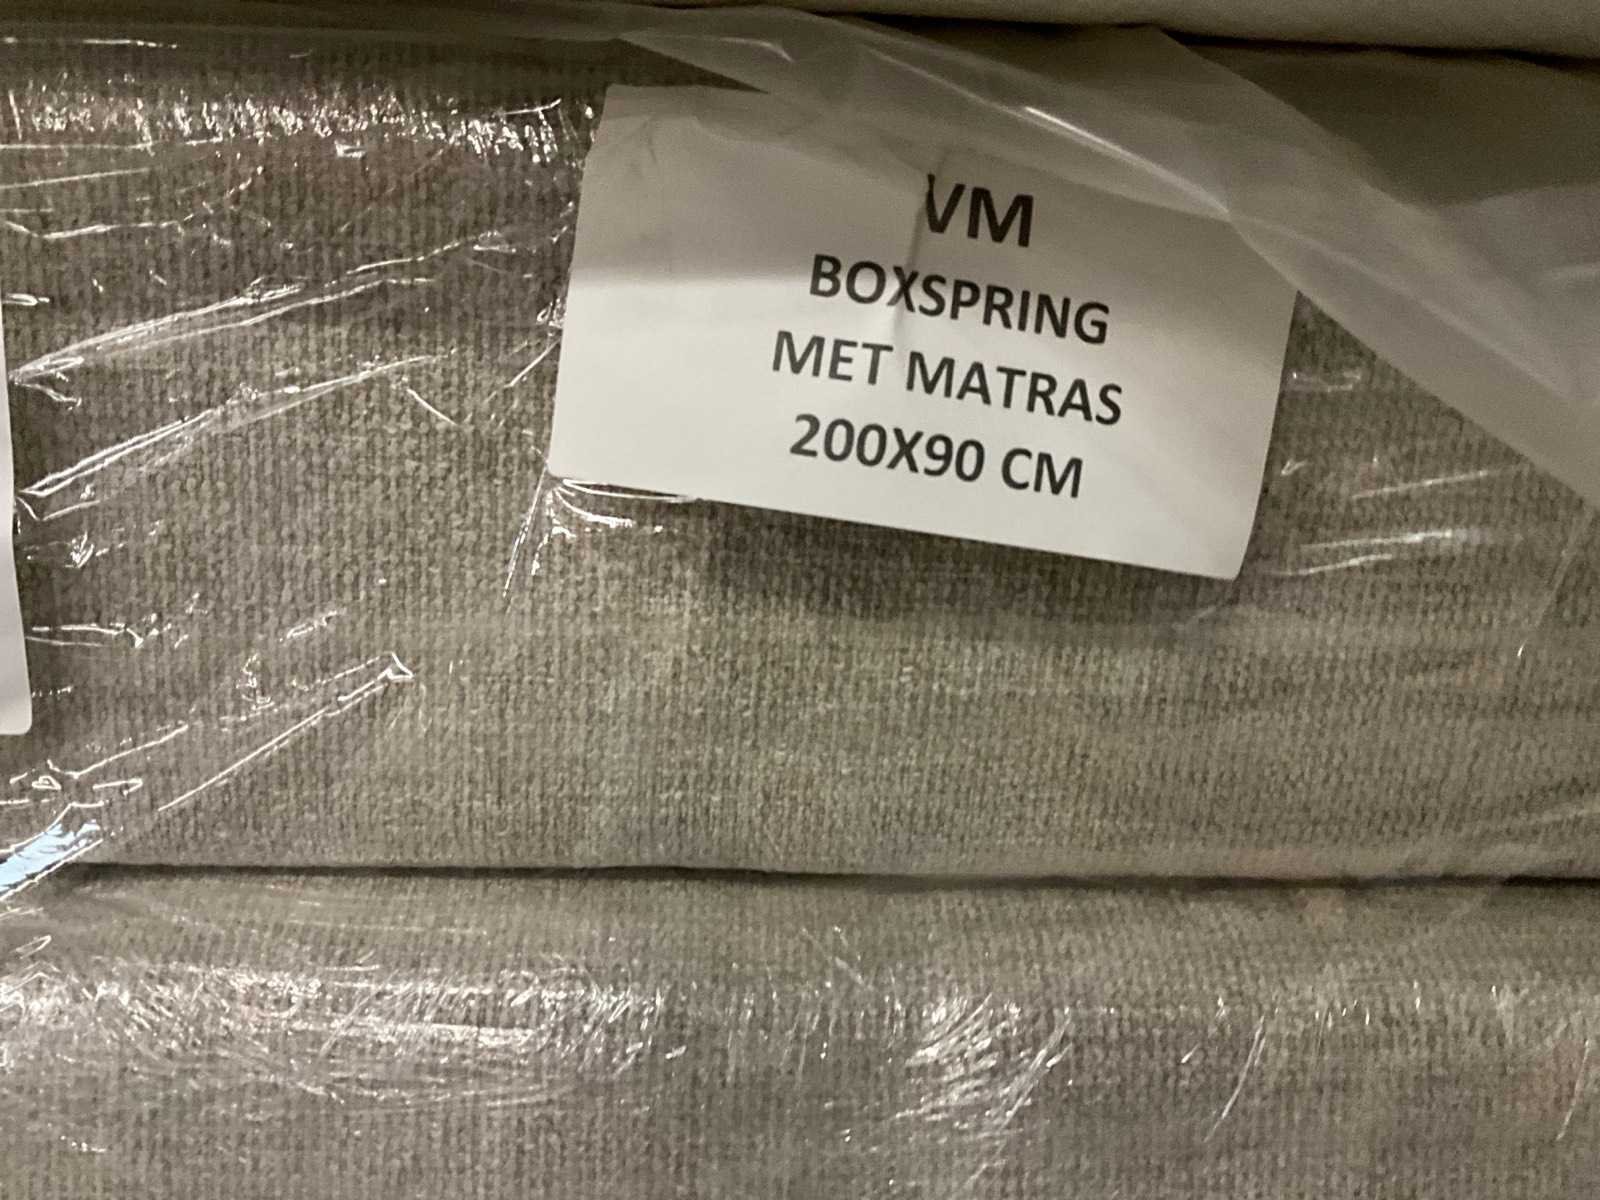 VM
BOXSPRING
MET MATRAS
200X90 CM